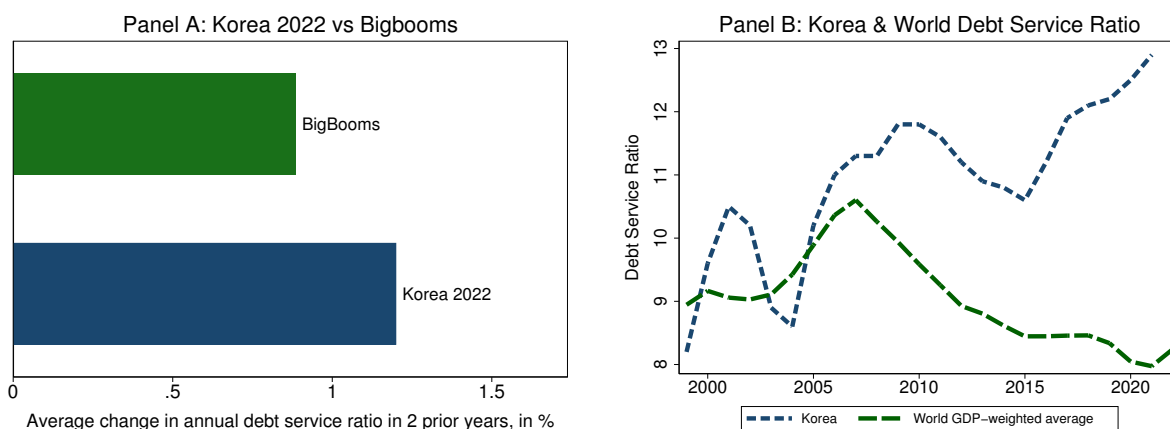 Panel A: Korea 2022 vs Bigbooms
BigBooms
Korea 2022
0 .5 1 1.5
Average change in annual debt service ratio in 2 prior years, in %
Panel B: Korea & World Debt Service Ratio
Debt Service Ratio
13
12
11
10
9
8
2000 2005 2010 2015 2020
Korea World GDP−weighted average